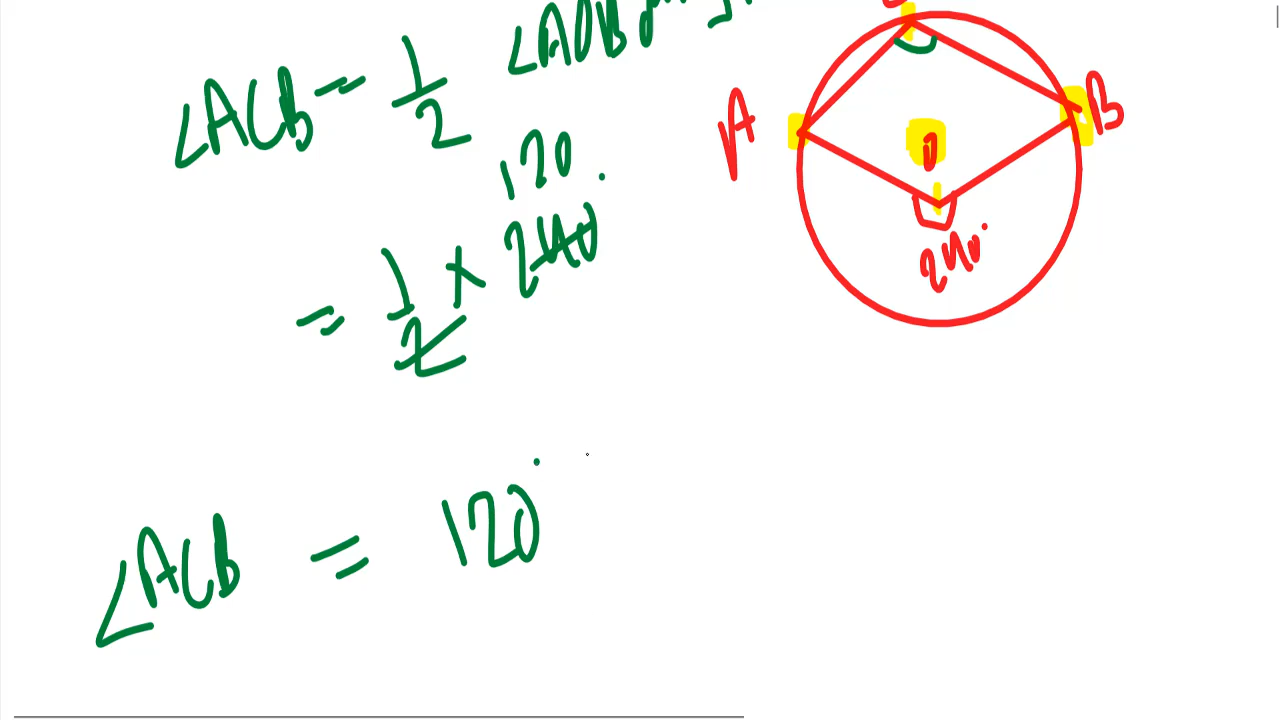 ∠ACB = 1/2 ∠AOB
120
= 1/2 × 240°
∠ACB = 120°
A
B
O
240°